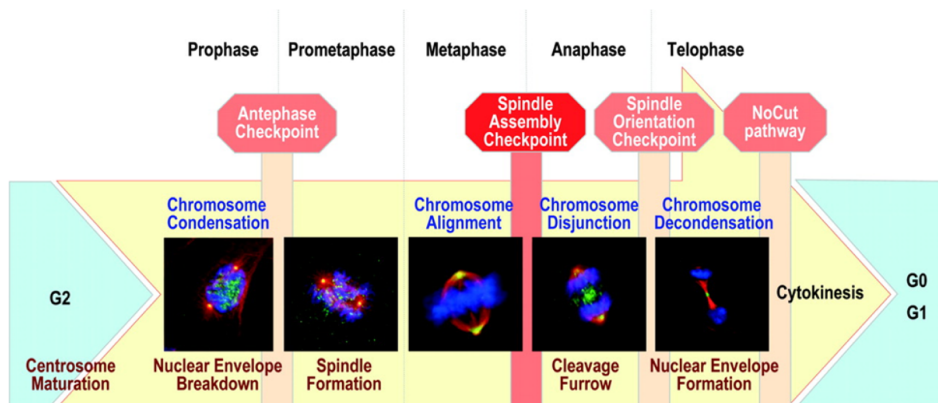 Prophase
Prometaphase
Metaphase
Anaphase
Telophase
Antephase
Checkpoint
Spindle
Assembly
Checkpoint
Spindle
Orientation
Checkpoint
NoCut
pathway
Chromosome
Condensation
Chromosome
Alignment
Chromosome
Disjunction
Chromosome
Decondensation
G2
Cytokinesis
G0
G1
Centrosome
Maturation
Nuclear Envelope
Breakdown
Spindle
Formation
Cleavage
Furrow
Nuclear Envelope
Formation